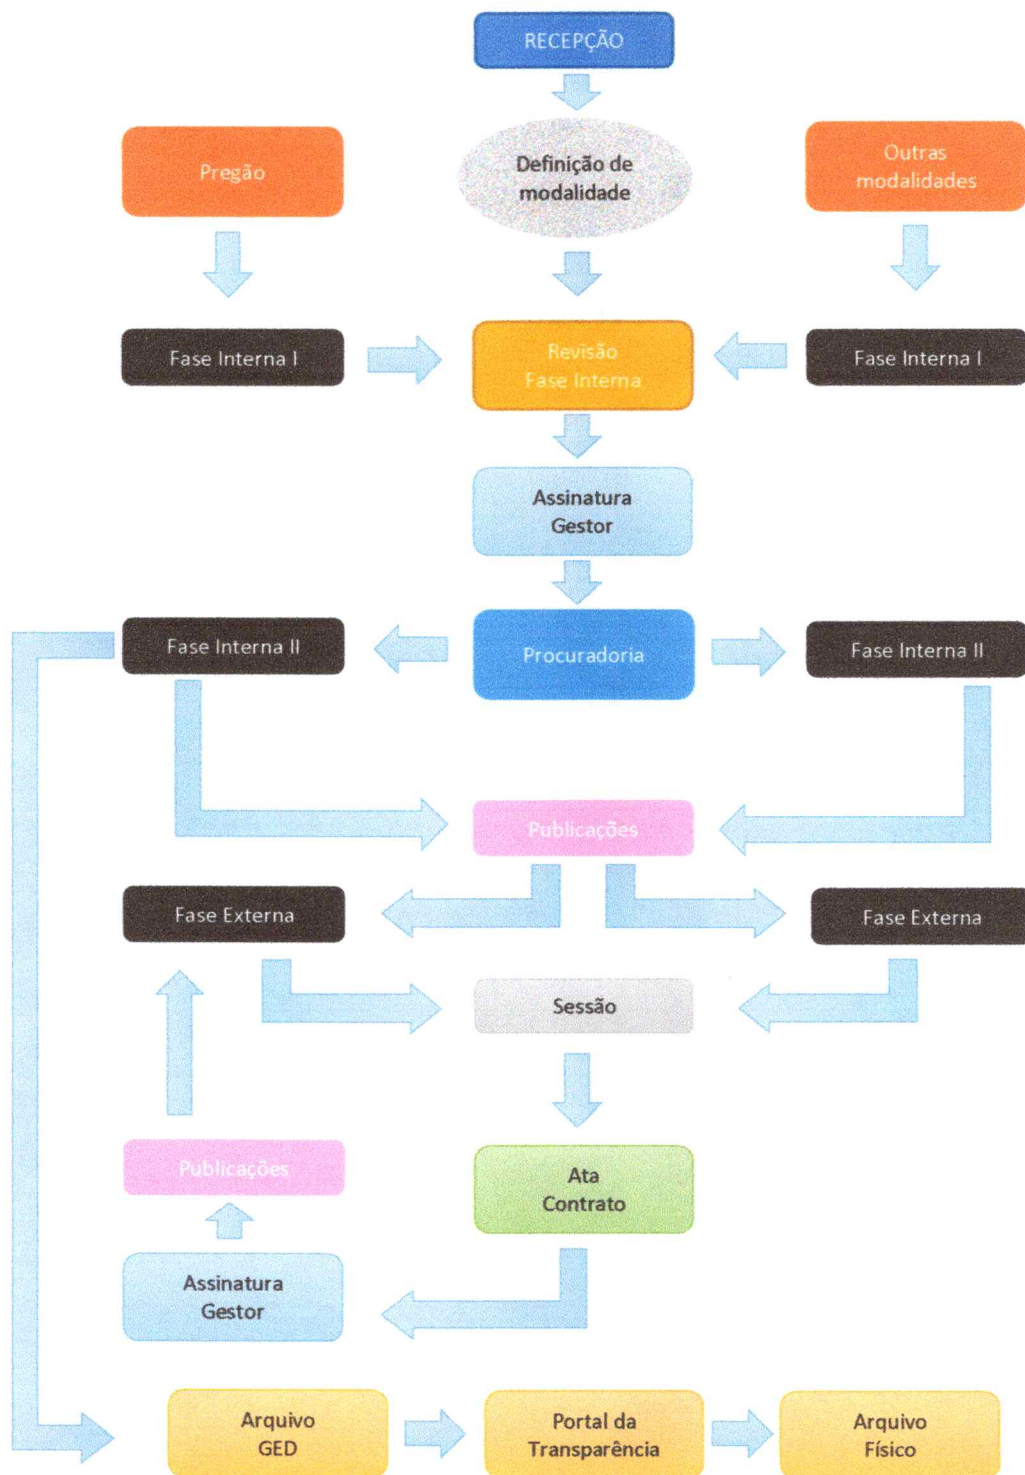 RECEPÇÃO
Pregão
Definição de
modalidade
Outras
modalidades
Fase Interna I
Revisão
Fase Interna
Fase Interna I
Assinatura
Gestor
Fase Interna II
Procuradoria
Fase Interna II
Publicações
Fase Externa
Fase Externa
Sessão
Publicações
Ata
Contrato
Assinatura
Gestor
Arquivo
GED
Portal da
Transparência
Arquivo
Físico